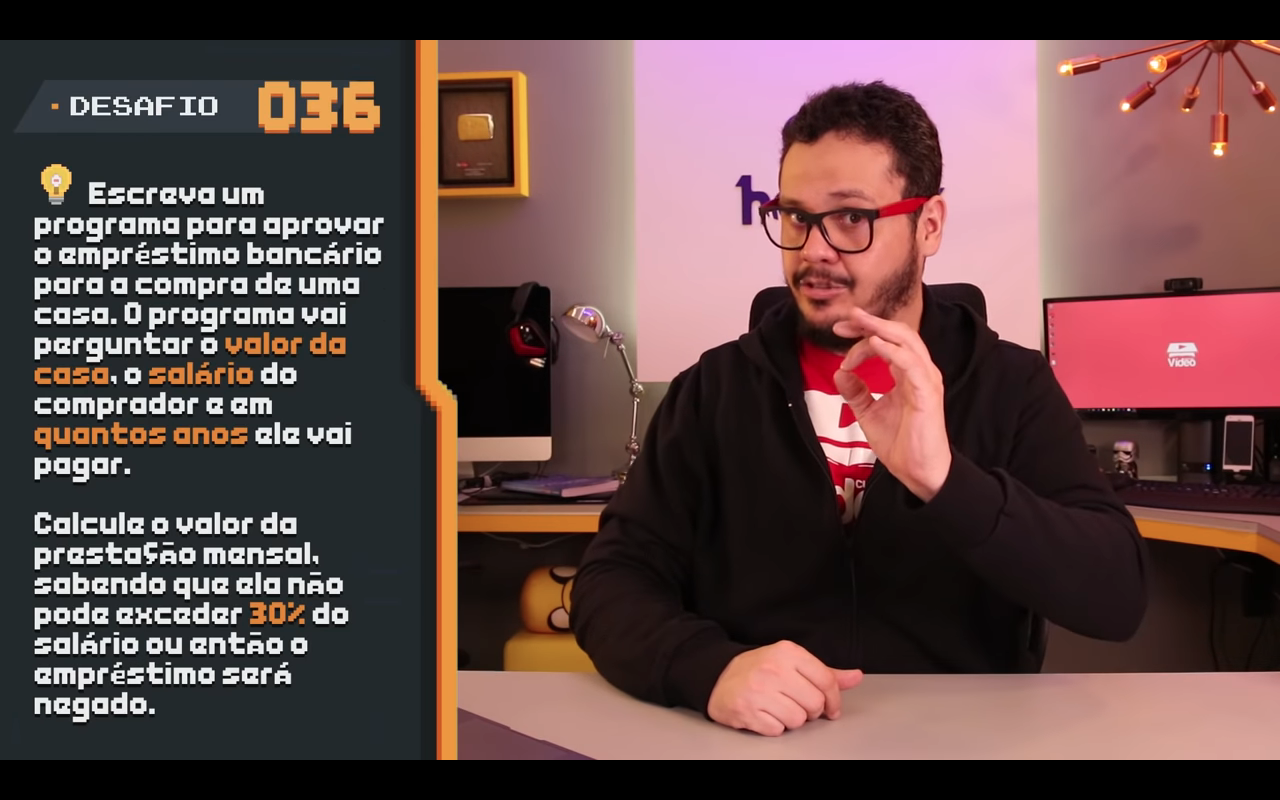 DESAFIO 036
Escreva um
programa para aprovar
o empréstimo bancário
para a compra de uma
casa. O programa vai
perguntar o valor da
casa, o salário do
comprador e em
quantos anos ele vai
pagar.
Calcule o valor da
prestação mensal,
sabendo que ela não
pode exceder 30% do
salário ou então o
empréstimo será
negado.
Vídeo